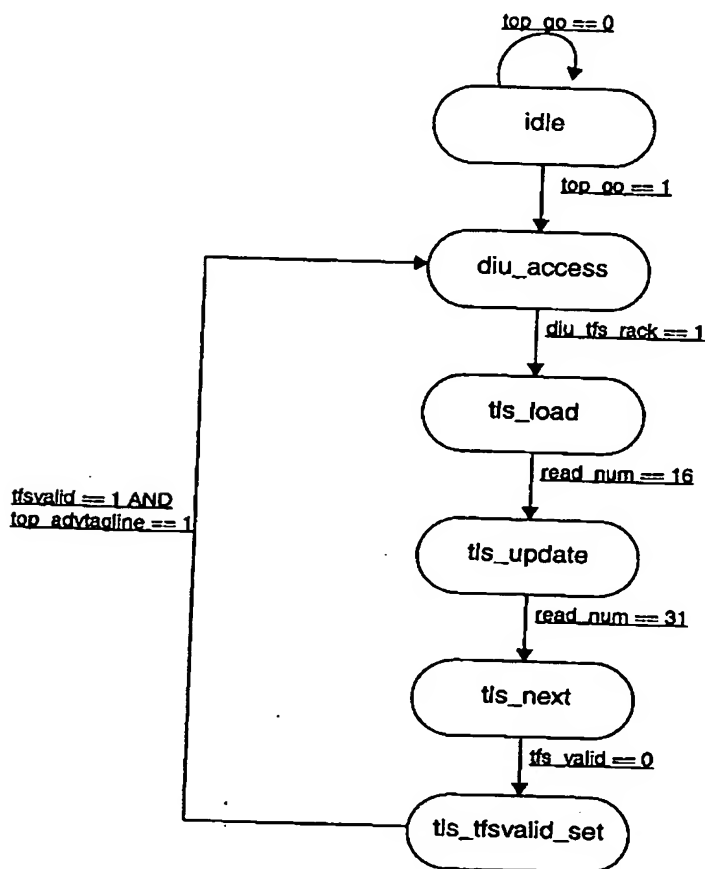 top_go == 0
idle
top_go == 1
diu_access
diu_tfs_rack == 1
tls_load
read_num == 16
tfsvalid == 1 AND
top_advtagline == 1
tls_update
read_num == 31
tls_next
tfs_valid == 0
tls_tfsvalid_set